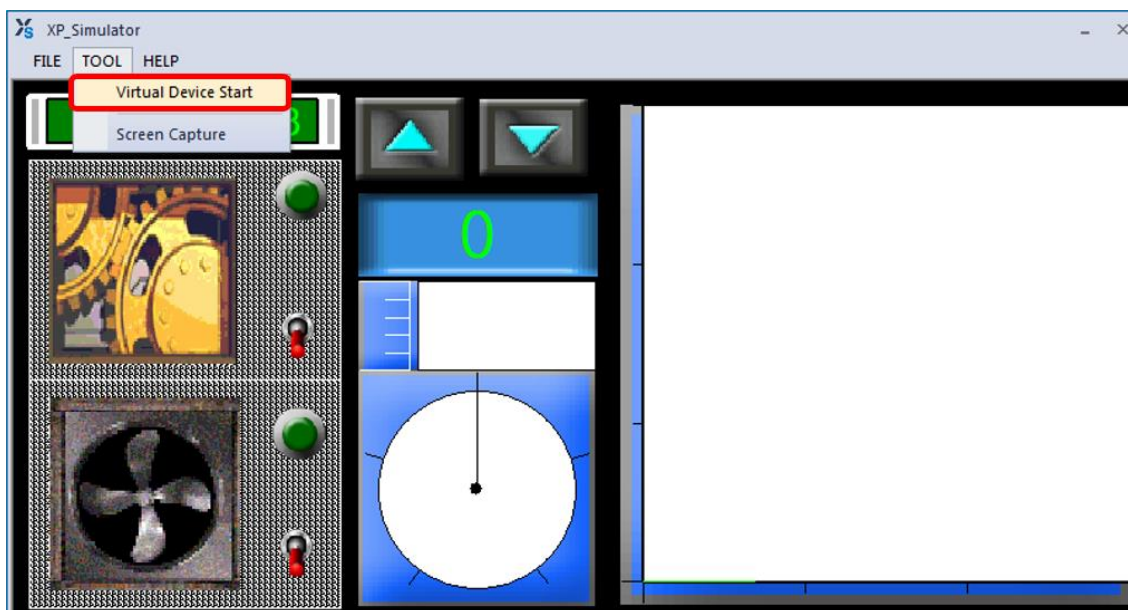 XP_Simulator
FILE TOOL HELP
Virtual Device Start
Screen Capture
0